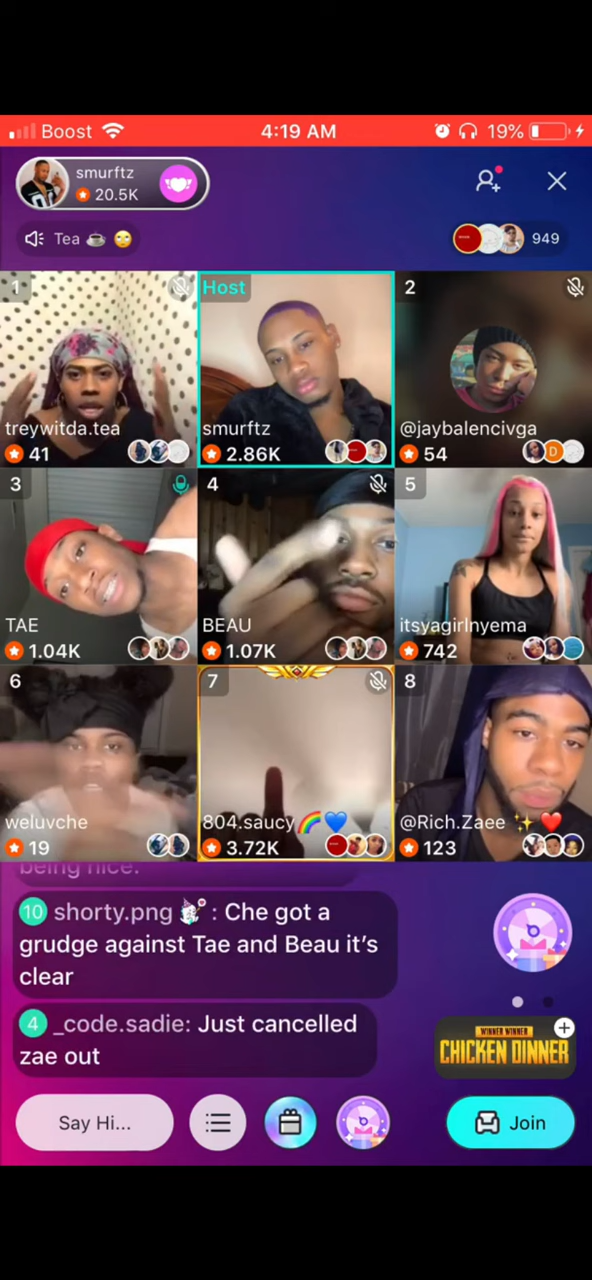 Boost
4:19 AM
19%
smurftz
20.5K
Tea ☕ 🙄
949
1
treywitda.tea
41
Host
smurftz
2.86K
2
@jaybalencivga
54
D
3
TAE
1.04K
4
BEAU
1.07K
5
itsyagirlnyema
742
6
weluvche
19
7
804.saucy🌈💙
3.72K
8
@Rich.Zaee ✨ ❤️
123
being nice.
10 shorty.png : Che got a
grudge against Tae and Beau it's
clear
4 _code.sadie: Just cancelled
zae out
WINNER WINNER
CHICKEN DINNER
Say Hi...
Join